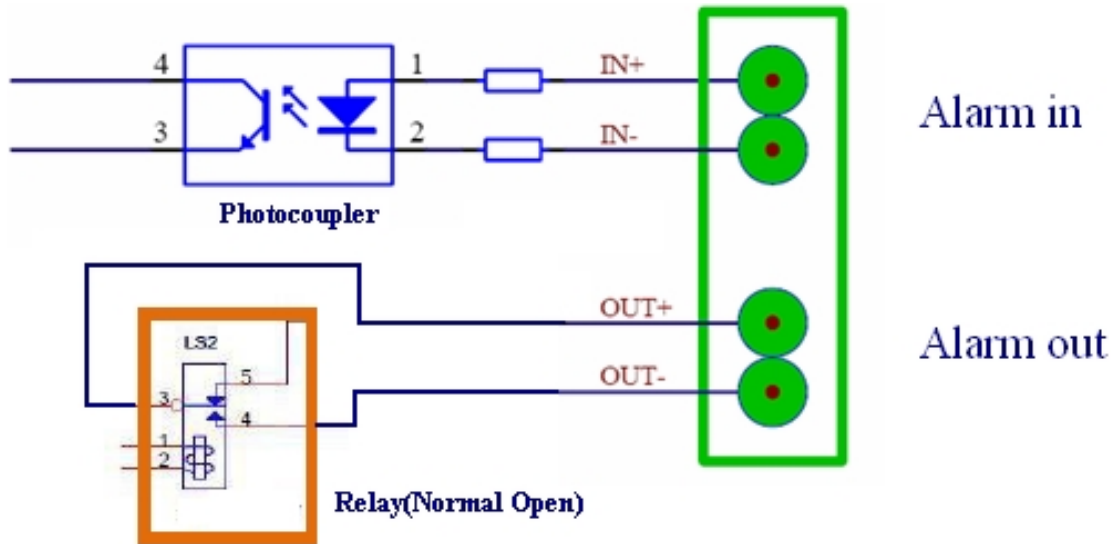 4 1 IN+
Alarm in
3 2 IN-
Photocoupler
OUT+
Alarm out
LS2
5
OUT-
3
4
1
2
Relay(Normal Open)